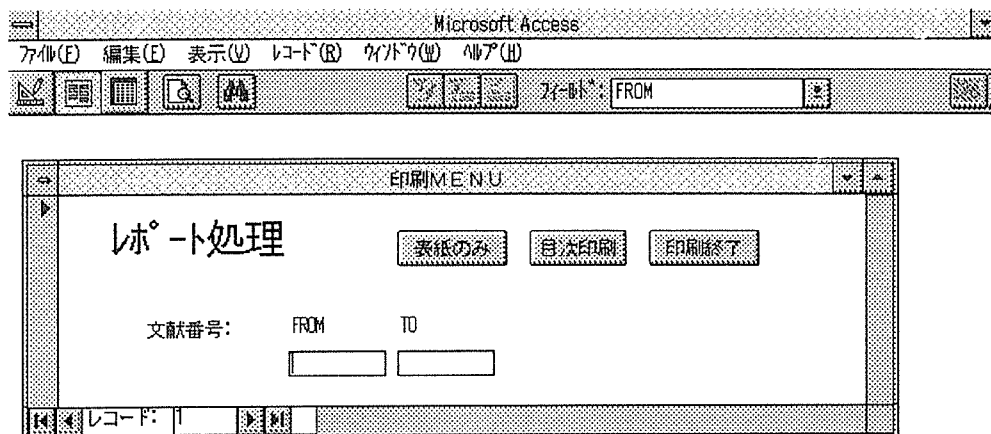 Microsoft Access
ファイル(F) 編集(E) 表示(V) レコード(R) ウィンドウ(W) ヘルプ(H)
フィールド: FROM
印刷MENU
レポート処理 表紙のみ 目次印刷 印刷終了
文献番号: FROM TO
レコード: 1